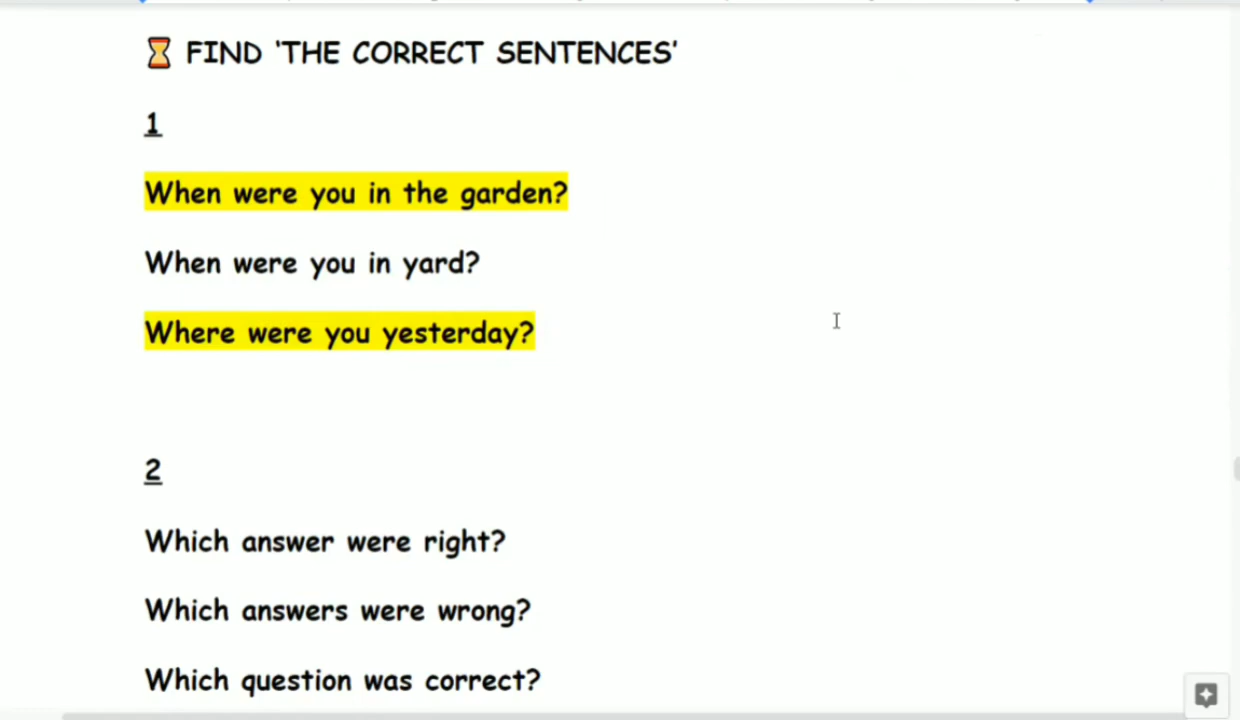 FIND ‘THE CORRECT SENTENCES’
1
When were you in the garden?
When were you in yard?
Where were you yesterday?
2
Which answer were right?
Which answers were wrong?
Which question was correct?